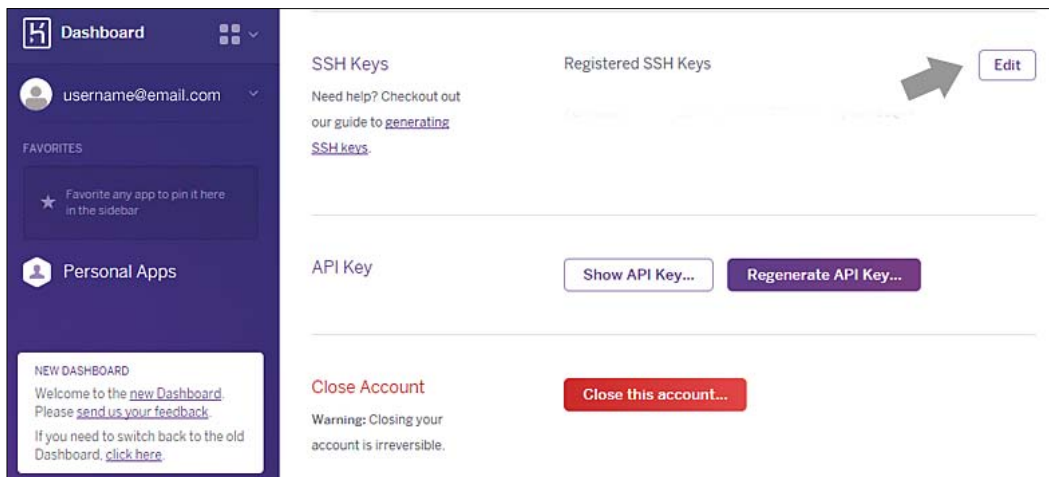 Dashboard
username@email.com
FAVORITES
Favorite any app to pin it here
in the sidebar
Personal Apps
NEW DASHBOARD
Welcome to the new Dashboard.
Please send us your feedback.
If you need to switch back to the old
Dashboard, click here.
SSH Keys
Need help? Checkout out
our guide to generating
SSH keys.
Registered SSH Keys
Edit
API Key
Show API Key...
Regenerate API Key...
Close Account
Warning: Closing your
account is irreversible.
Close this account...